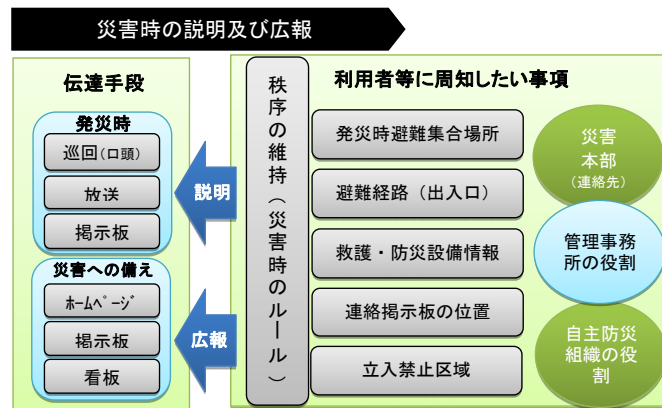 災害時の説明及び広報
伝達手段
発災時
巡回(口頭)
放送
掲示板
災害への備え
ﾎｰﾑﾍﾟｰｼﾞ
掲示板
看板
説明
広報
秩序の維持(災害時のルール)
利用者等に周知したい事項
発災時避難集合場所
避難経路(出入口)
救護・防災設備情報
連絡掲示板の位置
立入禁止区域
災害
本部
(連絡先)
管理事務
所の役割
自主防災
組織の役
割